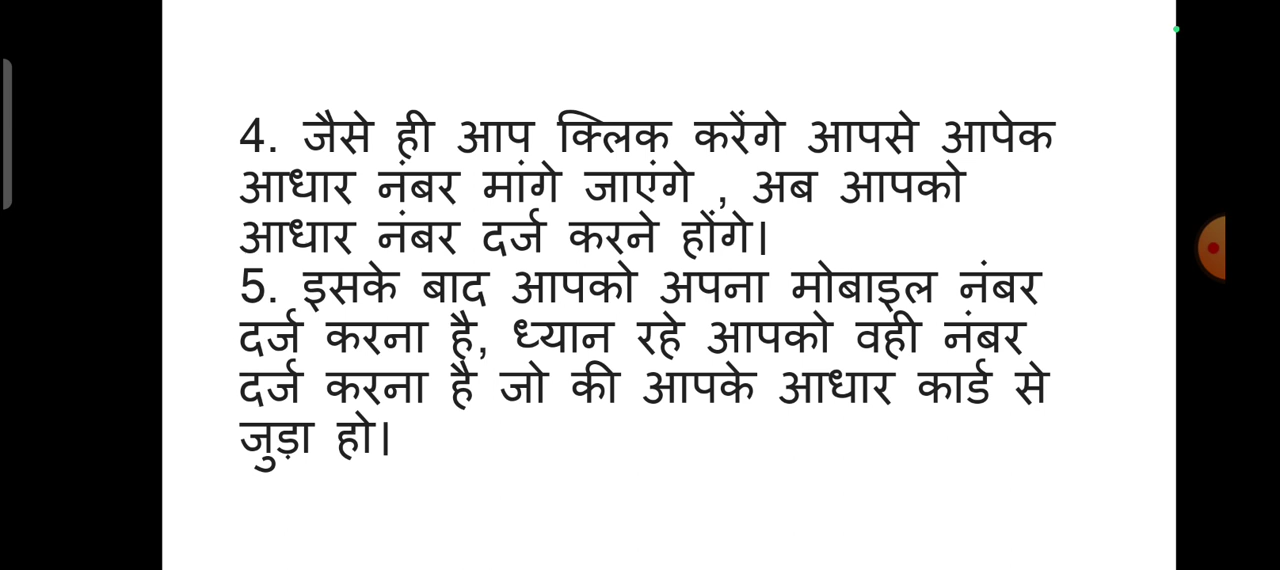 4. जैसे ही आप क्लिक करेंगे आपसे आपेक
आधार नंबर मांगे जाएंगे , अब आपको
आधार नंबर दर्ज करने होंगे।
5. इसके बाद आपको अपना मोबाइल नंबर
दर्ज करना है, ध्यान रहे आपको वही नंबर
दर्ज करना है जो की आपके आधार कार्ड से
जुड़ा हो।